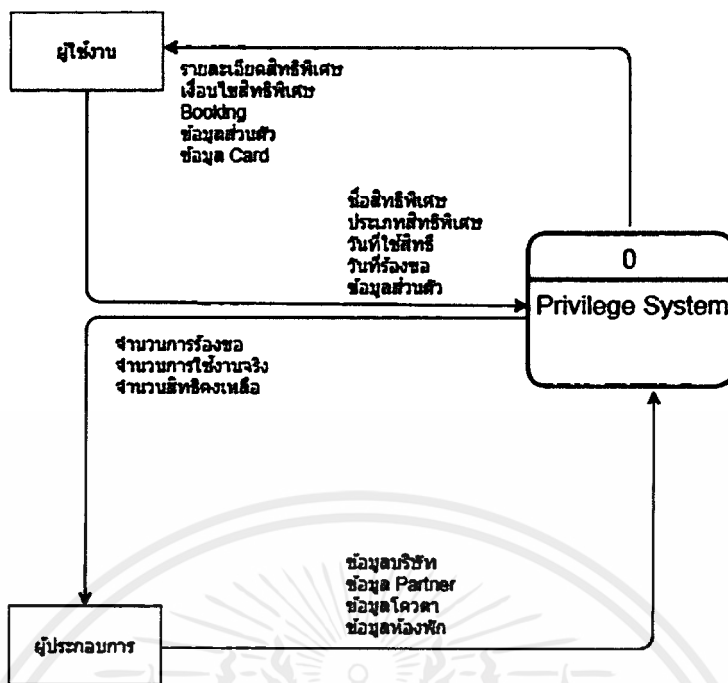 ผู้ใช้งาน
รายละเอียดสิทธิพิเศษ
เงื่อนไขสิทธิพิเศษ
Booking
ข้อมูลส่วนตัว
ข้อมูล Card
ชื่อสิทธิพิเศษ
ประเภทสิทธิพิเศษ
วันที่ใช้สิทธิ
วันที่ร้องขอ
ข้อมูลส่วนตัว
0
Privilege System
จำนวนการร้องขอ
จำนวนการใช้งานจริง
จำนวนสิทธิคงเหลือ
ข้อมูลบริษัท
ข้อมูล Partner
ข้อมูลโควตา
ข้อมูลห้องพัก
ผู้ประกอบการ